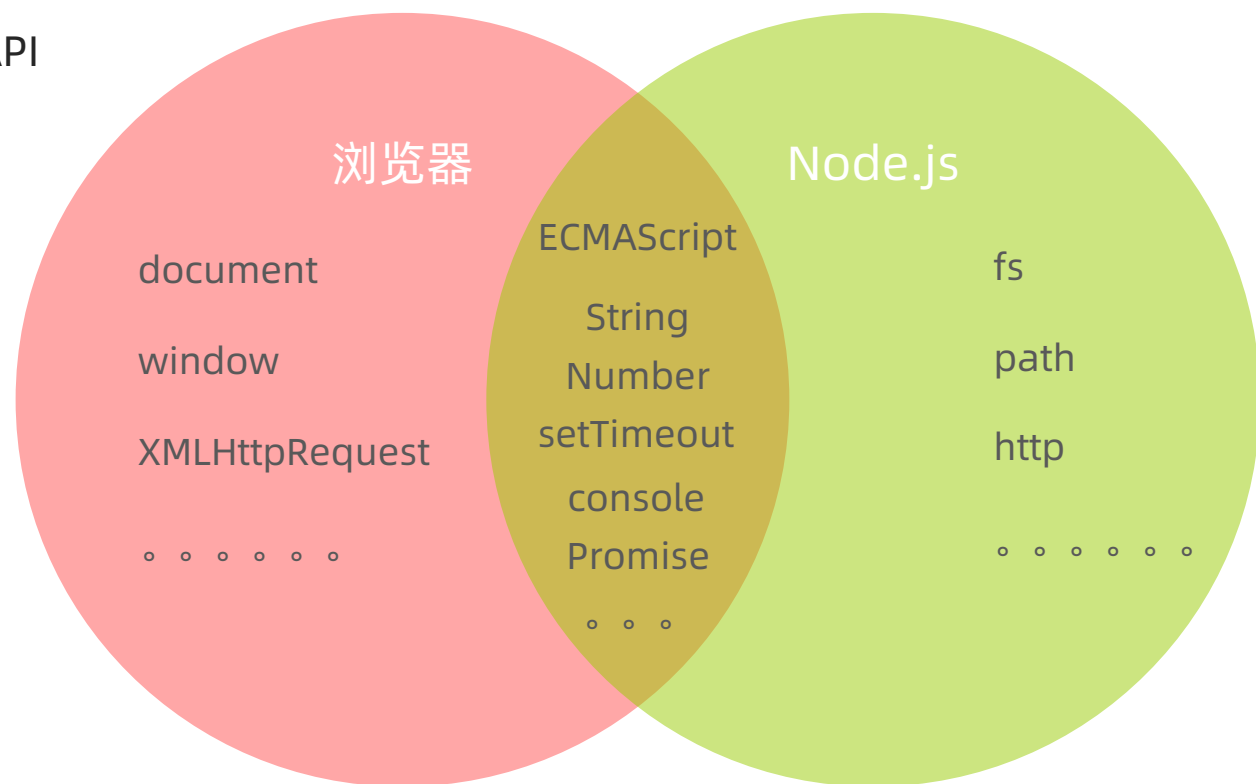 API
浏览器
document
window
XMLHttpRequest
。。。。。。
ECMAScript
String
Number
setTimeout
console
Promise
。。。
Node.js
fs
path
http
。。。。。。